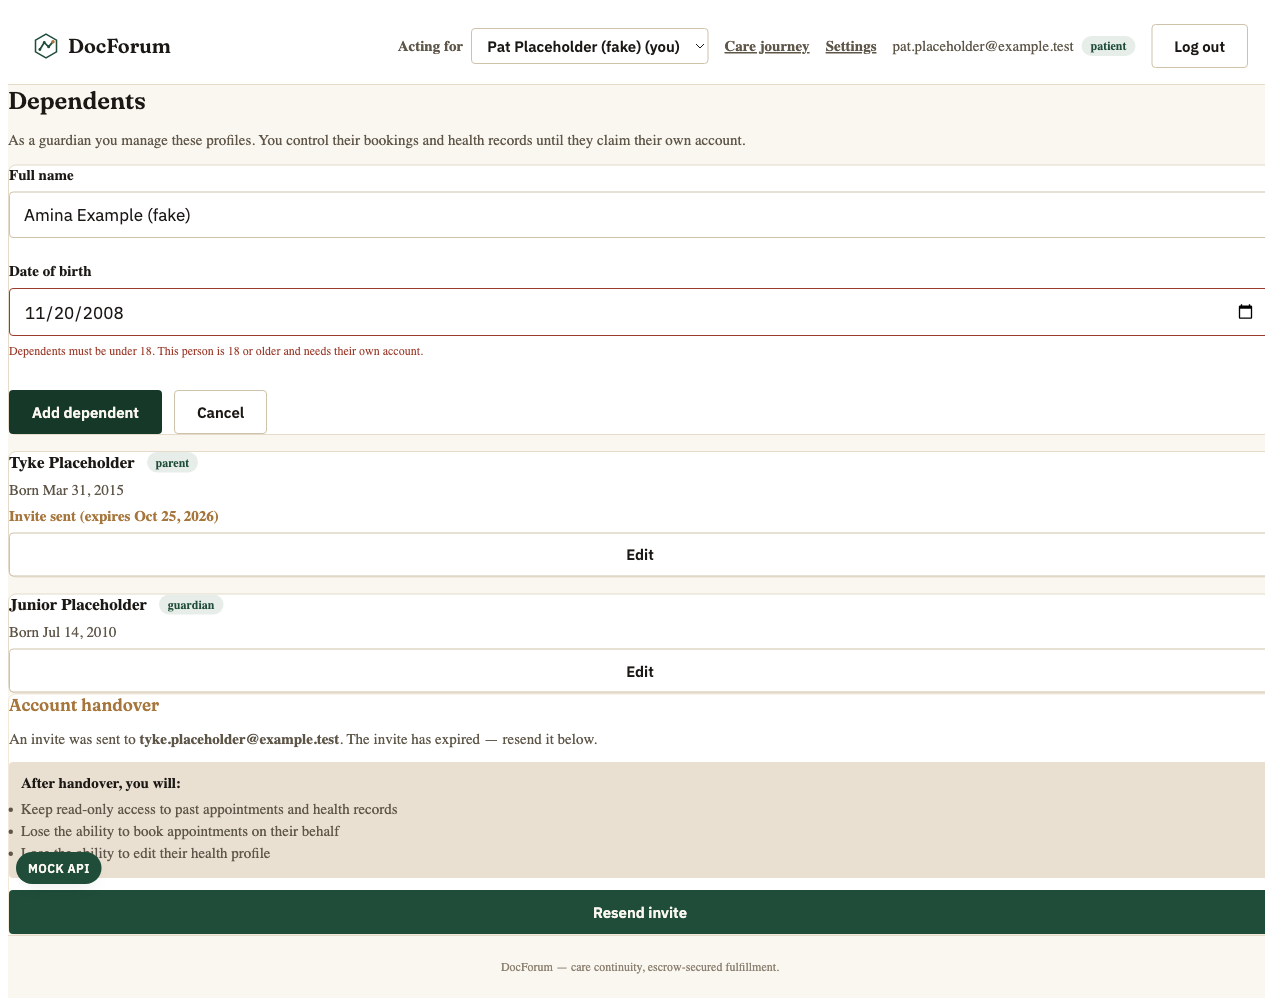 DocForum
Acting for
Pat Placeholder (fake) (you)
Care journey
Settings
pat.placeholder@example.test
patient
Log out
Dependents
As a guardian you manage these profiles. You control their bookings and health records until they claim their own account.
Full name
Amina Example (fake)
Date of birth
11/20/2008
Dependents must be under 18. This person is 18 or older and needs their own account.
Add dependent
Cancel
Tyke Placeholder
parent
Born Mar 31, 2015
Invite sent (expires Oct 25, 2026)
Edit
Junior Placeholder
guardian
Born Jul 14, 2010
Edit
Account handover
An invite was sent to tyke.placeholder@example.test. The invite has expired — resend it below.
After handover, you will:
• Keep read-only access to past appointments and health records
• Lose the ability to book appointments on their behalf
• Lose the ability to edit their health profile
MOCK API
Resend invite
DocForum — care continuity, escrow-secured fulfillment.